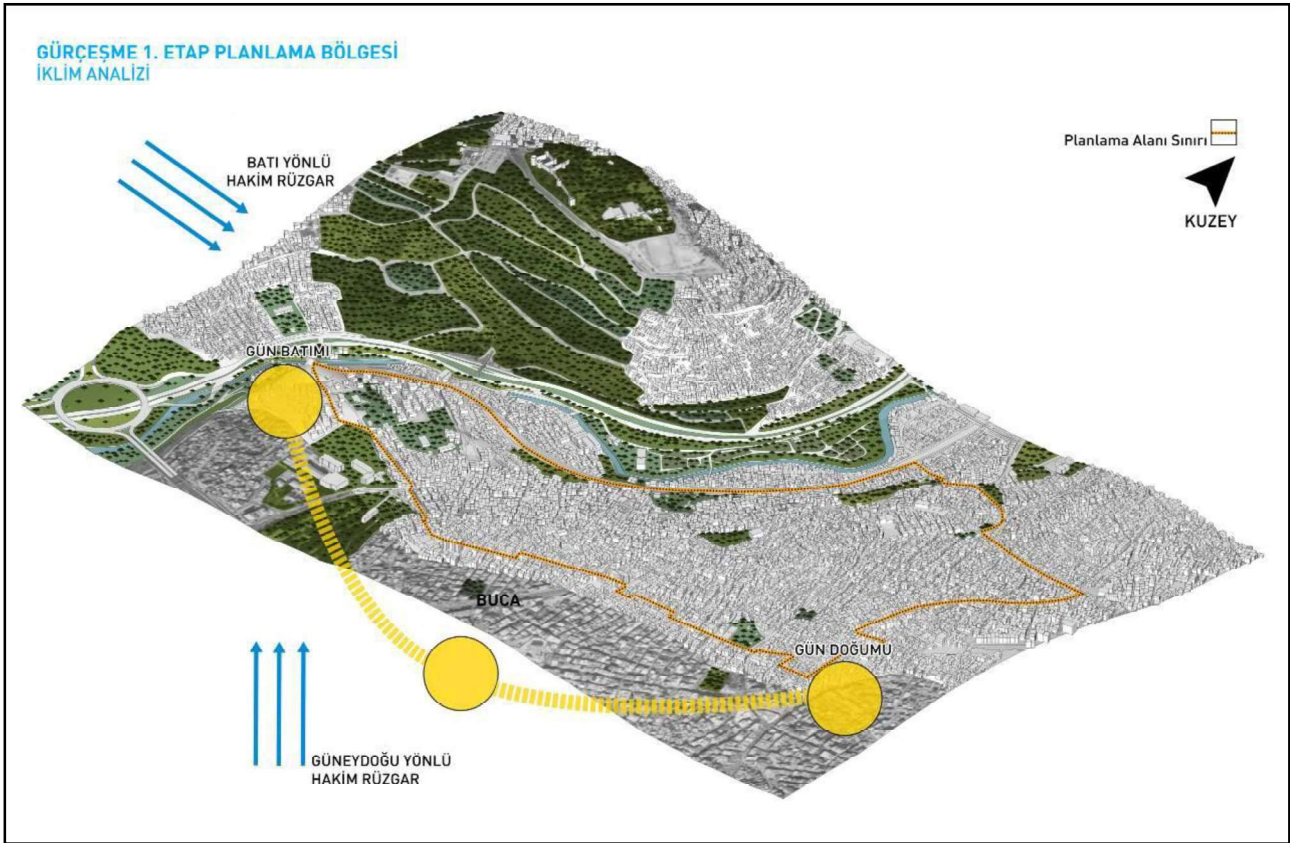 GÜRÇEŞME 1. ETAP PLANLAMA BÖLGESİ
İKLİM ANALİZİ
BATI YÖNLÜ
HAKİM RÜZGAR
Planlama Alanı Sınırı
KUZEY
GÜN BATIMI
BUCA
GÜN DOĞUMU
GÜNEYDOĞU YÖNLÜ
HAKİM RÜZGAR